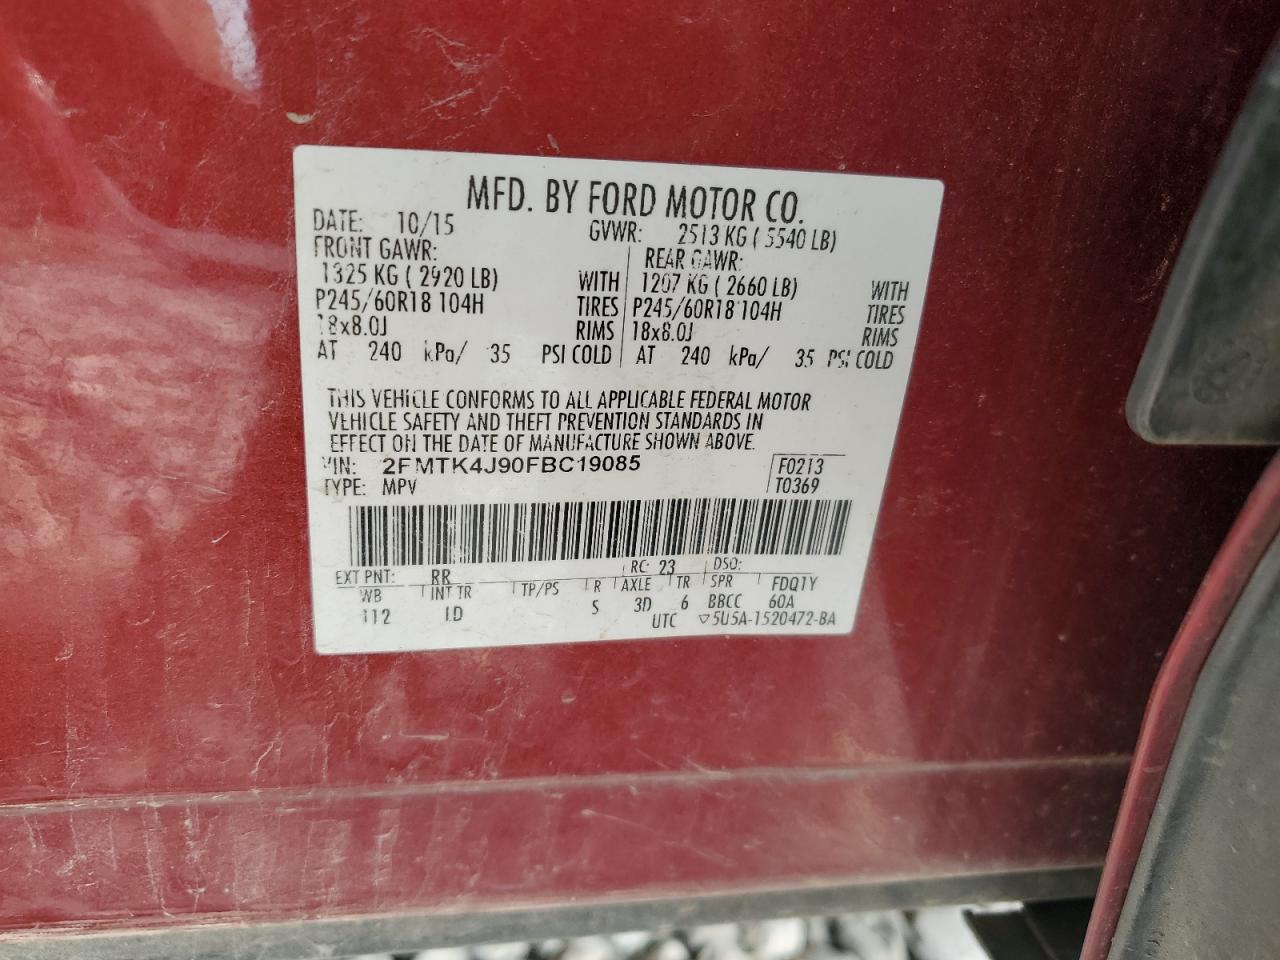 MFD. BY FORD MOTOR CO.
DATE: 10/15 GVWR: 2513 KG ( 5540 LB)
FRONT GAWR: REAR GAWR:
1325 KG ( 2920 LB) WITH 1207 KG ( 2660 LB) WITH
P245/60R18 104H TIRES P245/60R18 104H TIRES
18x8.0J RIMS 18x8.0J RIMS
AT 240 kPa/ 35 PSI COLD AT 240 kPa/ 35 PSI COLD
THIS VEHICLE CONFORMS TO ALL APPLICABLE FEDERAL MOTOR
VEHICLE SAFETY AND THEFT PREVENTION STANDARDS IN
EFFECT ON THE DATE OF MANUFACTURE SHOWN ABOVE.
VIN: 2FMTK4J90FBC19085 F0213
TYPE: MPV T0369
EXT PNT: RR RC: 23 DSO:
WB INT TR TP/PS R AXLE TR SPR FDQ1Y
112 I.D S 3D 6 BBCC 60A
UTC ▽5U5A-1520472-BA